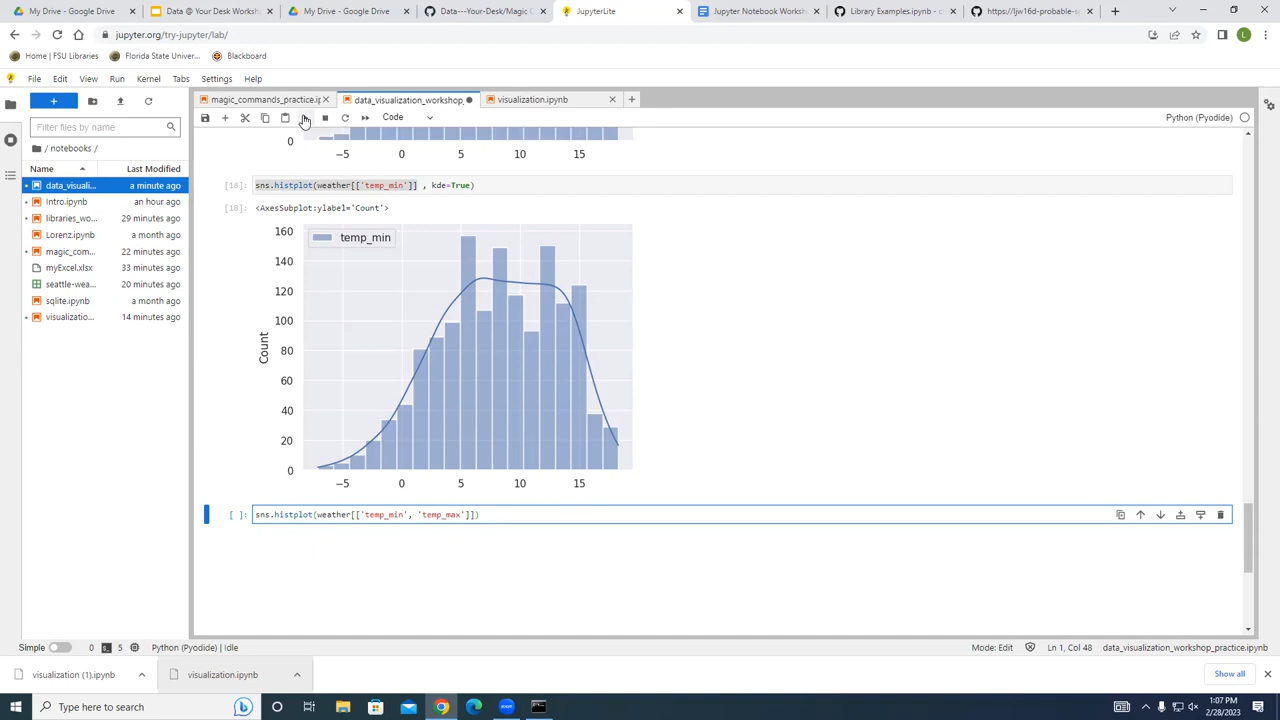 My Drive - Google Drive
Data @ Your Desk Workshop
My Drive - Google Drive
Data---Your-Desk/Magic C
JupyterLite
Jupyter Notebook Worksho
Library Examples.ipynb - c
https://ljw16d-probable-s
jupyter.org/try-jupyter/lab/
L
Home | FSU Libraries
Florida State Univer...
Blackboard
File Edit View Run Kernel Tabs Settings Help
magic_commands_practice.ip
data_visualization_workshop_
visualization.ipynb
Code
Python (Pyodide)
Filter files by name
/ notebooks /
Name Last Modified
data_visuali... a minute ago
Intro.ipynb an hour ago
libraries_wo... 29 minutes ago
Lorenz.ipynb a month ago
magic_com... 22 minutes ago
myExcel.xlsx 33 minutes ago
seattle-wea... 20 minutes ago
sqlite.ipynb a month ago
visualizatio... 14 minutes ago
0
−5 0 5 10 15
[18]: sns.histplot(weather[['temp_min']] , kde=True)
[18]: <AxesSubplot:ylabel='Count'>
temp_min
160
140
120
100
80
60
40
20
0
Count
−5 0 5 10 15
[ ]: sns.histplot(weather[['temp_min', 'temp_max']])
Simple 0 5 Python (Pyodide) | Idle
Mode: Edit Ln 1, Col 48 data_visualization_workshop_practice.ipynb
visualization (1).ipynb
visualization.ipynb
Show all
Type here to search
1:07 PM
2/28/2023